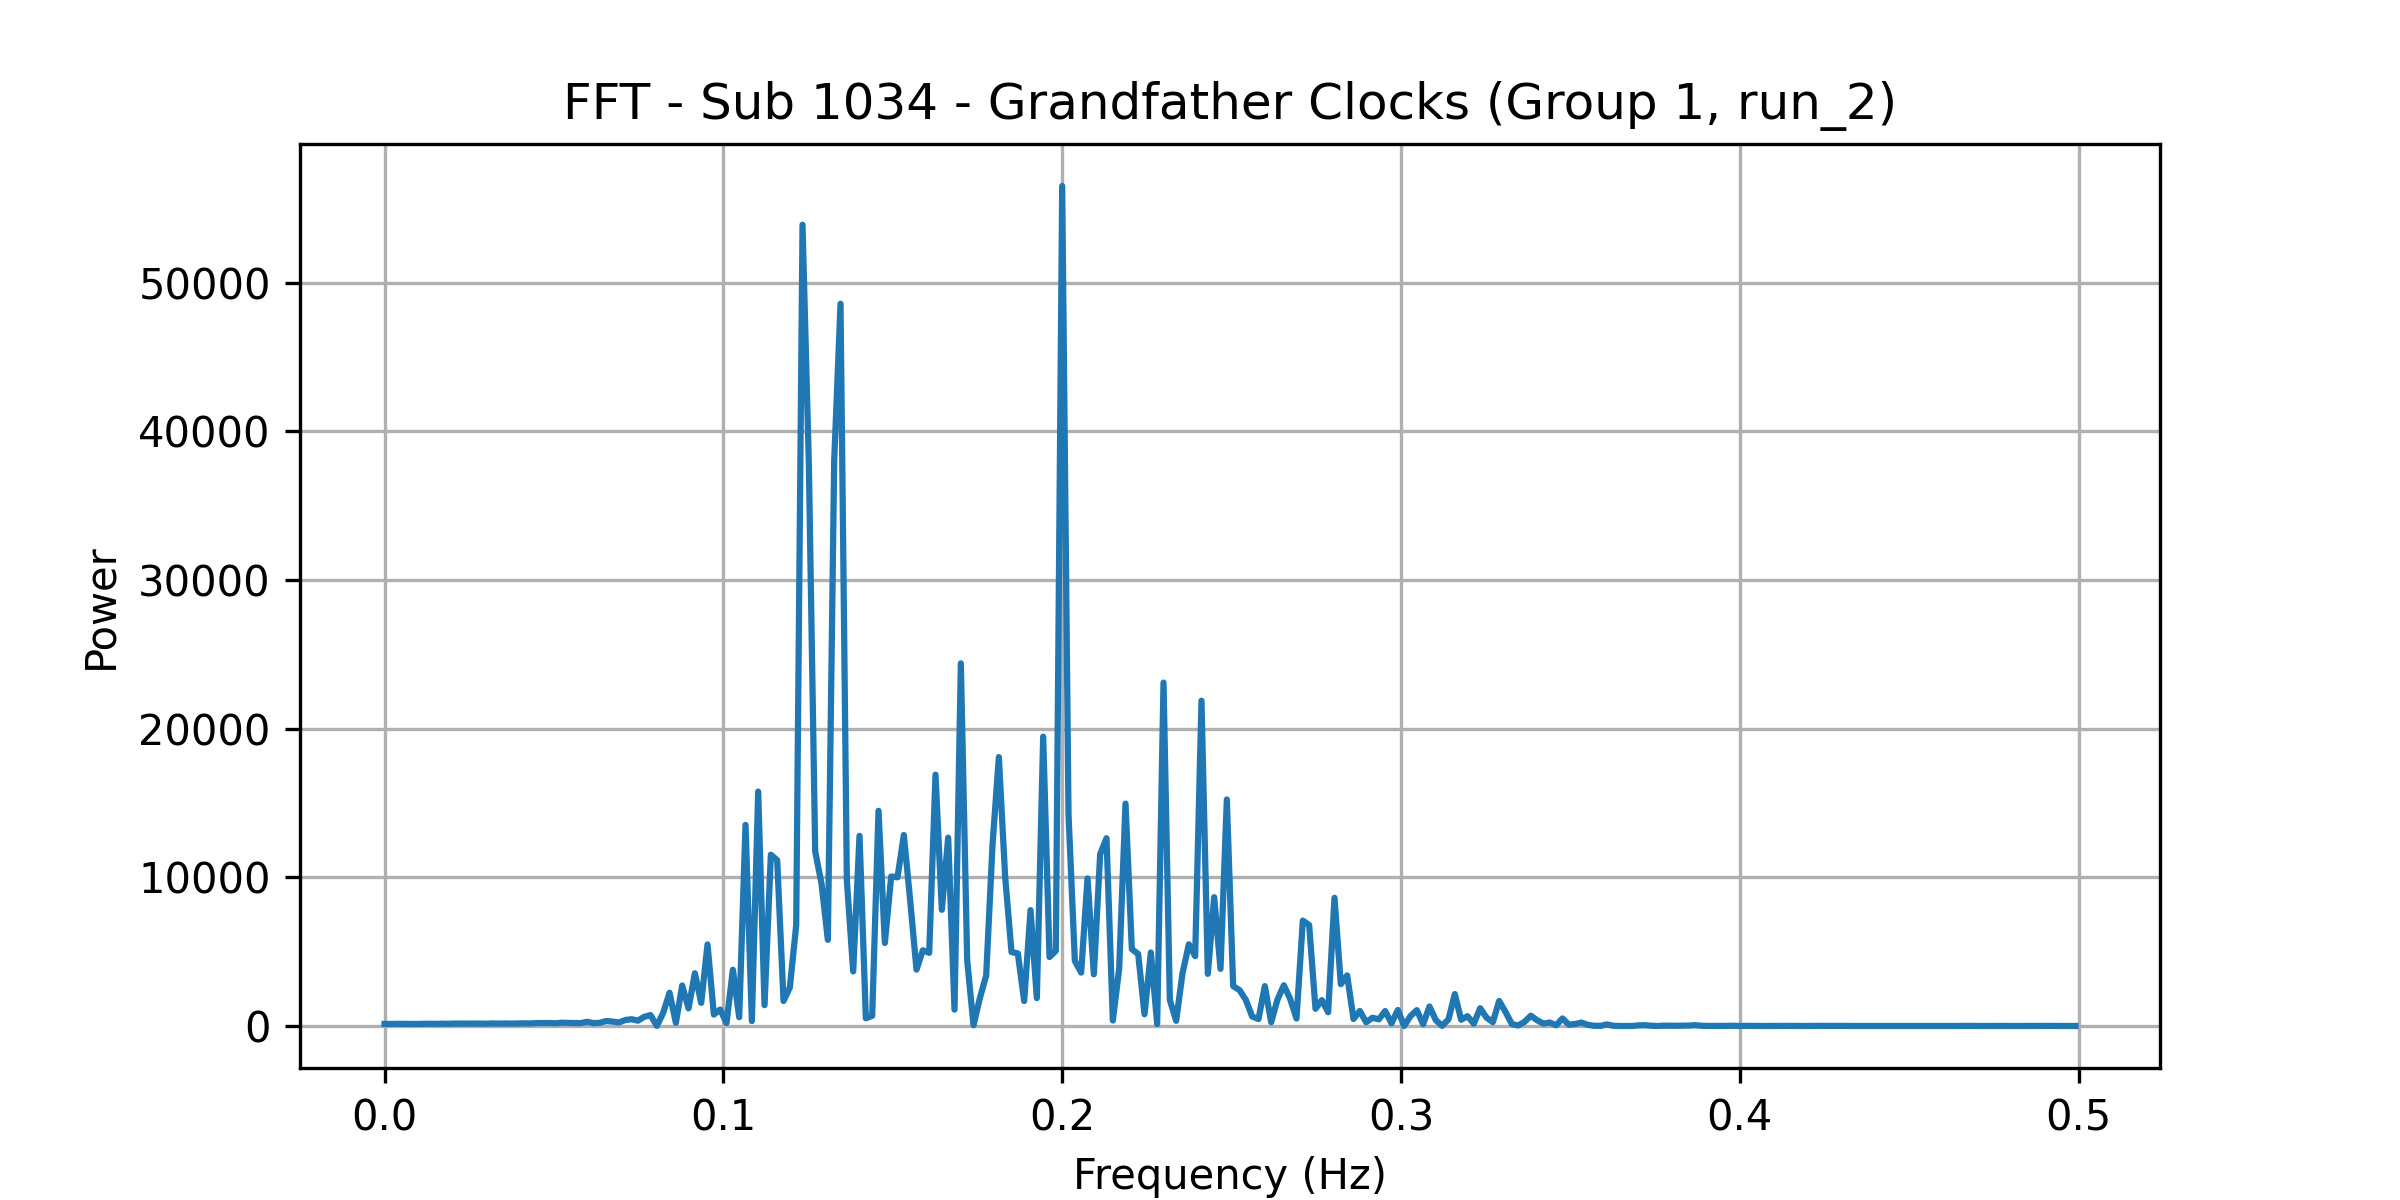 FFT - Sub 1034 - Grandfather Clocks (Group 1, run_2)
50000
40000
30000
20000
10000
0
Power
0.0 0.1 0.2 0.3 0.4 0.5
Frequency (Hz)